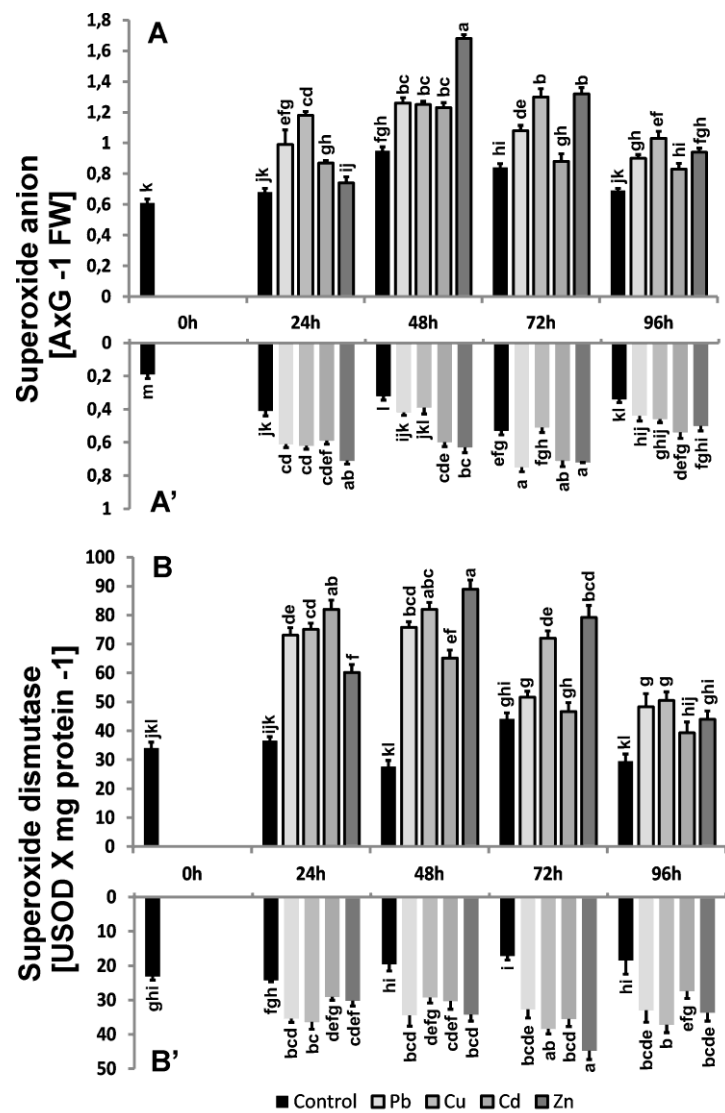 A
Superoxide anion
[AxG -1 FW]
1,8
1,6
1,4
1,2
1
0,8
0,6
0,4
0,2
0
k
jk
efg
cd
gh
ij
fgh
bc
bc
bc
a
hi
de
b
gh
b
jk
gh
ef
hi
fgh
0h
24h
48h
72h
96h
0
0,2
0,4
0,6
0,8
1
m
jk
cd
cd
cdef
ab
l
ijk
jkl
cde
bc
efg
a
fgh
ab
a
kl
hij
ghij
defg
fghi
A’
B
Superoxide dismutase
[USOD X mg protein -1]
100
90
80
70
60
50
40
30
20
10
0
jkl
ijk
de
cd
ab
f
kl
bcd
abc
ef
a
ghi
g
de
gh
bcd
kl
g
g
hij
ghi
0h
24h
48h
72h
96h
0
10
20
30
40
50
ghi
fgh
bcd
bc
defg
cdef
hi
bcd
defg
cdef
bcd
i
bcde
ab
bcd
a
hi
bcde
b
efg
bcde
B’
Control Pb Cu Cd Zn